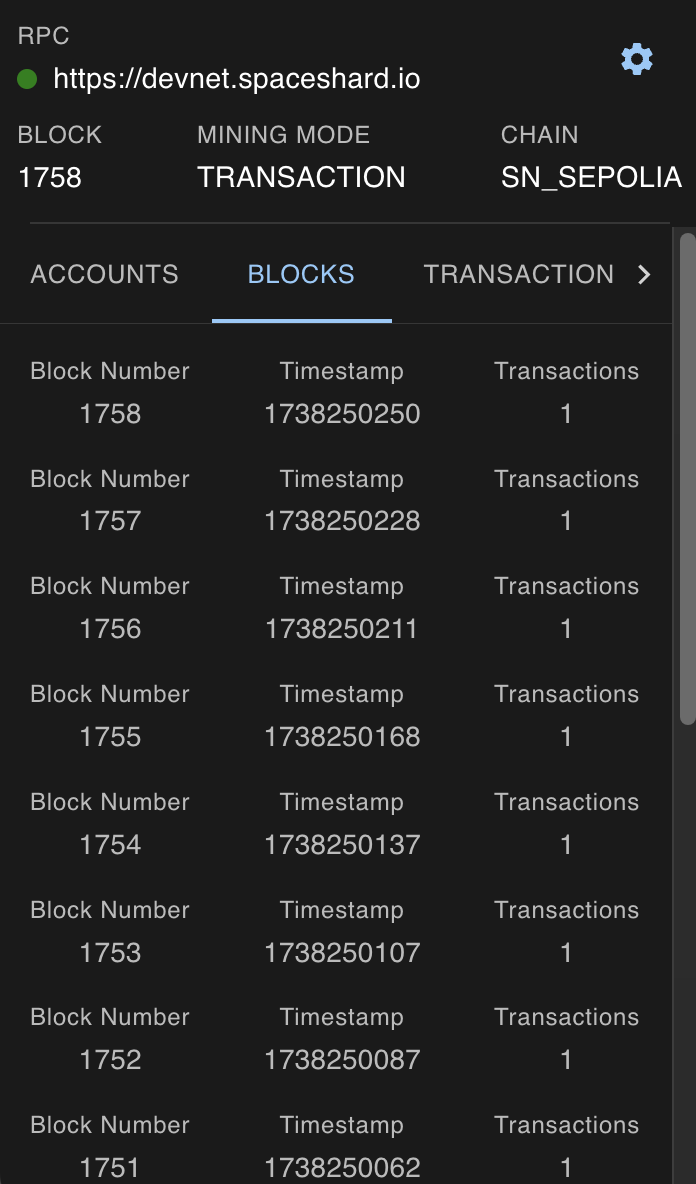 RPC
https://devnet.spaceshard.io
BLOCK MINING MODE CHAIN
1758 TRANSACTION SN_SEPOLIA
ACCOUNTS BLOCKS TRANSACTION
Block Number Timestamp Transactions
1758 1738250250 1
Block Number Timestamp Transactions
1757 1738250228 1
Block Number Timestamp Transactions
1756 1738250211 1
Block Number Timestamp Transactions
1755 1738250168 1
Block Number Timestamp Transactions
1754 1738250137 1
Block Number Timestamp Transactions
1753 1738250107 1
Block Number Timestamp Transactions
1752 1738250087 1
Block Number Timestamp Transactions
1751 1738250062 1